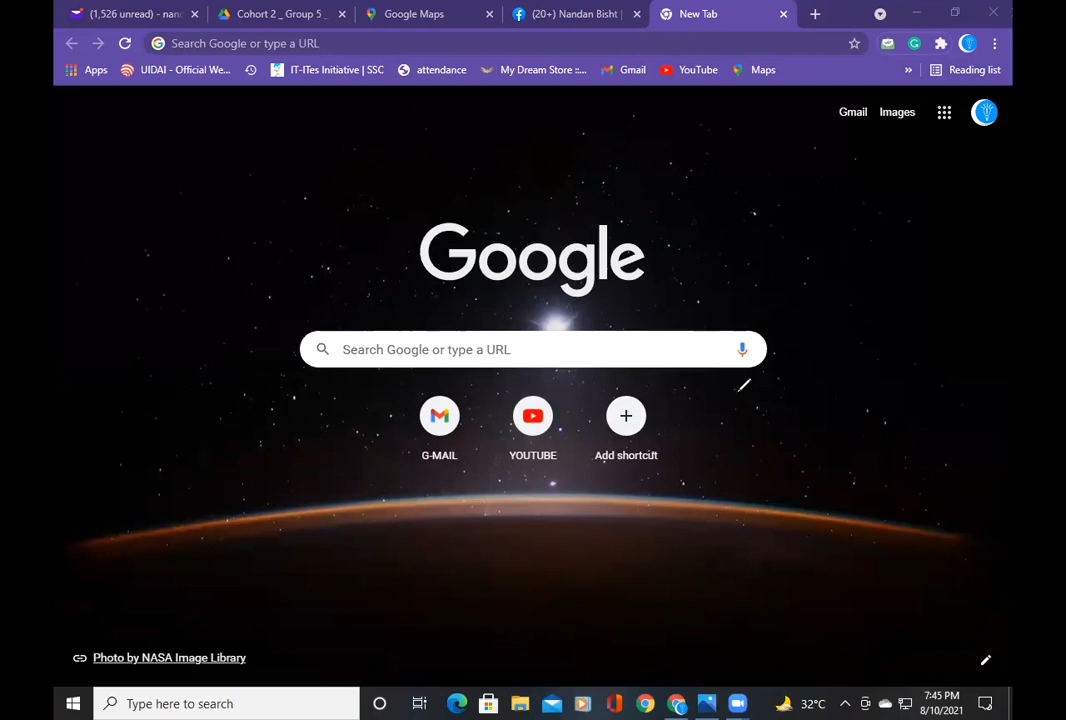 (1,526 unread) - nand
Cohort 2 _ Group 5 _
Google Maps
(20+) Nandan Bisht |
New Tab
Search Google or type a URL
Apps
UIDAI - Official We...
IT-ITes Initiative | SSC
attendance
My Dream Store ::...
Gmail
YouTube
Maps
»
Reading list
Gmail
Images
Google
Search Google or type a URL
G-MAIL
YOUTUBE
Add shortcut
Photo by NASA Image Library
Type here to search
32°C
7:45 PM
8/10/2021